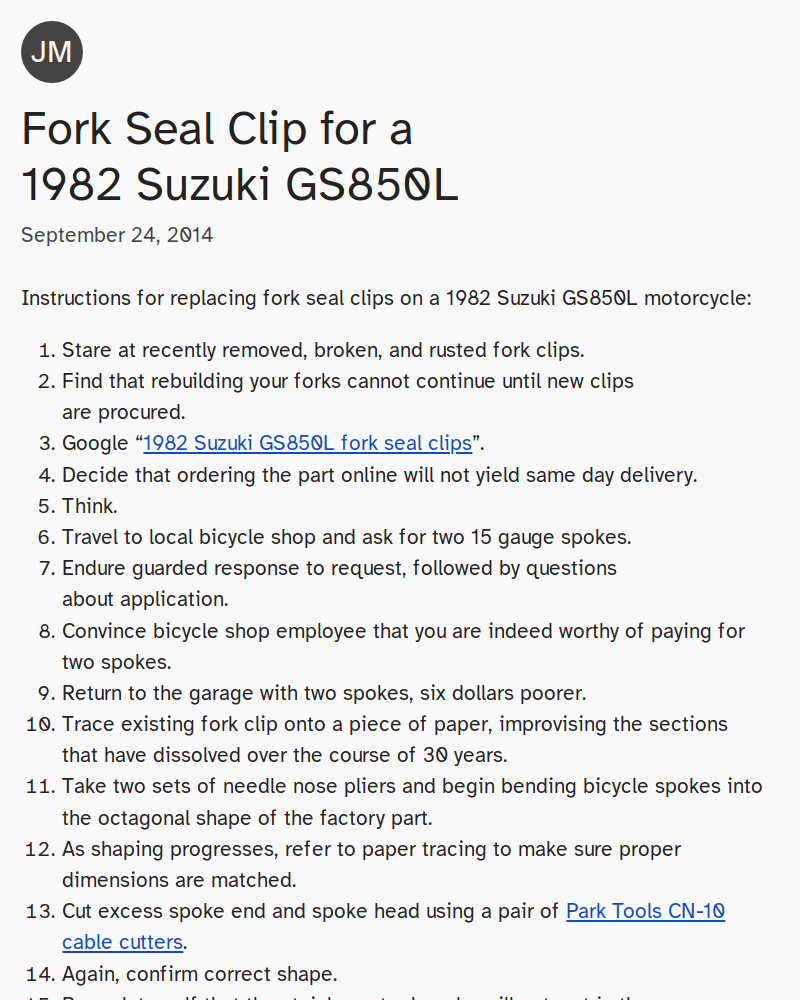 JM
Fork Seal Clip for a
1982 Suzuki GS850L
September 24, 2014
Instructions for replacing fork seal clips on a 1982 Suzuki GS850L motorcycle:
1. Stare at recently removed, broken, and rusted fork clips.
2. Find that rebuilding your forks cannot continue until new clips
are procured.
3. Google “1982 Suzuki GS850L fork seal clips”.
4. Decide that ordering the part online will not yield same day delivery.
5. Think.
6. Travel to local bicycle shop and ask for two 15 gauge spokes.
7. Endure guarded response to request, followed by questions
about application.
8. Convince bicycle shop employee that you are indeed worthy of paying for
two spokes.
9. Return to the garage with two spokes, six dollars poorer.
10. Trace existing fork clip onto a piece of paper, improvising the sections
that have dissolved over the course of 30 years.
11. Take two sets of needle nose pliers and begin bending bicycle spokes into
the octagonal shape of the factory part.
12. As shaping progresses, refer to paper tracing to make sure proper
dimensions are matched.
13. Cut excess spoke end and spoke head using a pair of Park Tools CN-10
cable cutters.
14. Again, confirm correct shape.